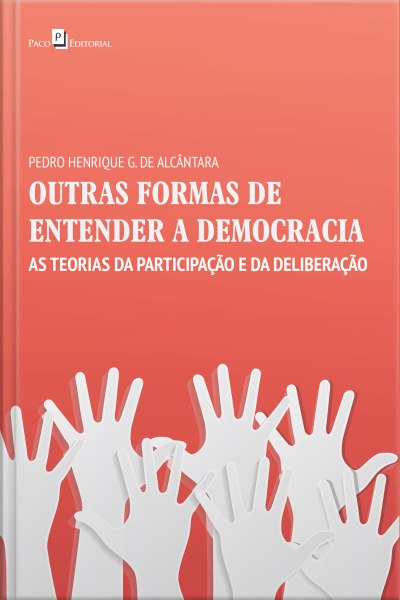 PACO P EDITORIAL
PEDRO HENRIQUE G. DE ALCÂNTARA
OUTRAS FORMAS DE
ENTENDER A DEMOCRACIA
AS TEORIAS DA PARTICIPAÇÃO E DA DELIBERAÇÃO